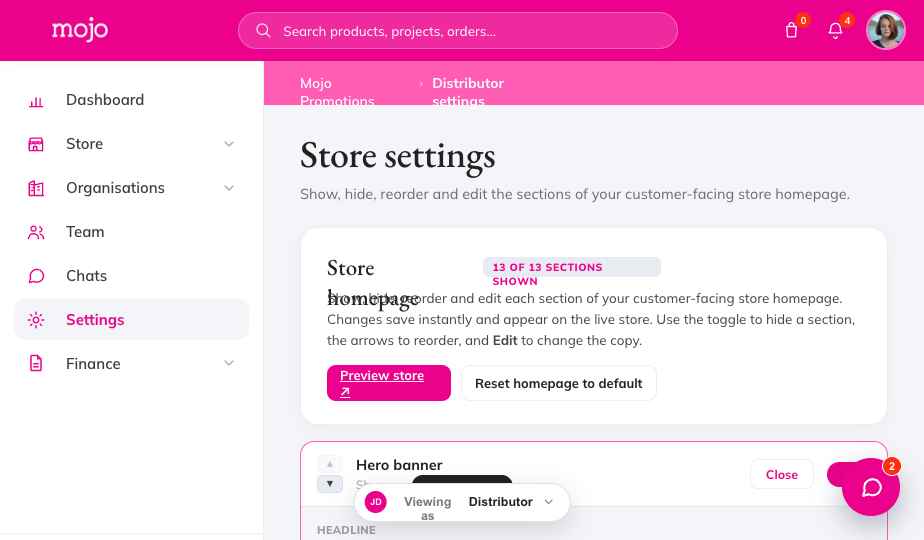 mojo
Search products, projects, orders...
0
4
Mojo
Promotions
›
Distributor
settings
Dashboard
Store
Organisations
Team
Chats
Settings
Finance
Store settings
Show, hide, reorder and edit the sections of your customer-facing store homepage.
Store
homepage
13 OF 13 SECTIONS
SHOWN
Show, hide, reorder and edit each section of your customer-facing store homepage.
Changes save instantly and appear on the live store. Use the toggle to hide a section,
the arrows to reorder, and Edit to change the copy.
Preview store
↗
Reset homepage to default
▲
▼
Hero banner
Close
2
JD
Viewing
as
Distributor
HEADLINE